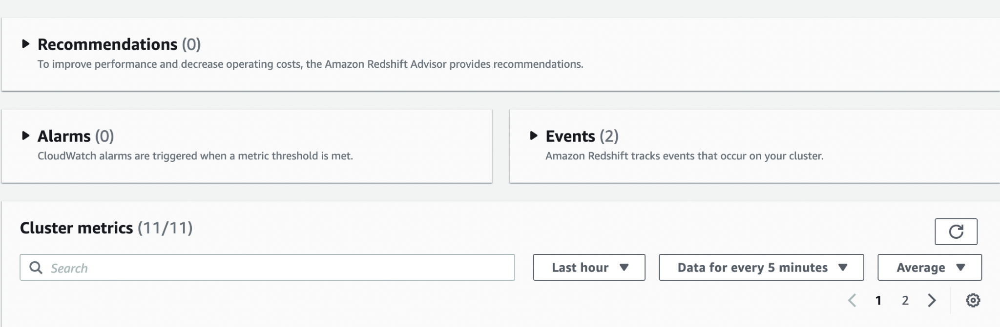 Recommendations (0)
To improve performance and decrease operating costs, the Amazon Redshift Advisor provides recommendations.
Alarms (0)
CloudWatch alarms are triggered when a metric threshold is met.
Events (2)
Amazon Redshift tracks events that occur on your cluster.
Cluster metrics (11/11)
Search
Last hour
Data for every 5 minutes
Average
1 2